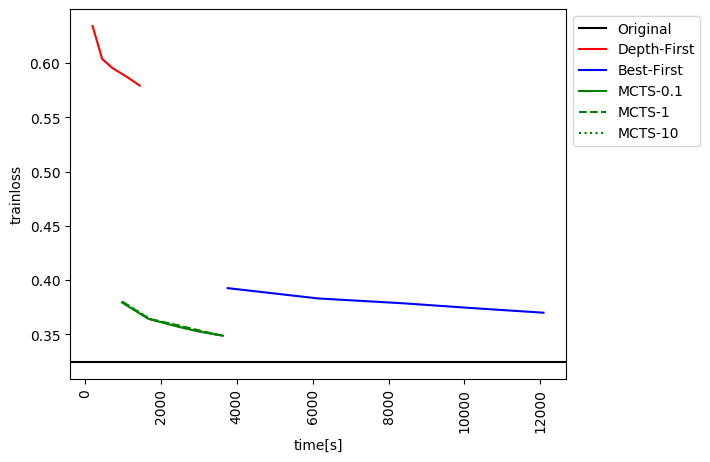 Original
Depth-First
Best-First
MCTS-0.1
MCTS-1
MCTS-10
trainloss
0.60
0.55
0.50
0.45
0.40
0.35
0
2000
4000
6000
8000
10000
12000
time[s]